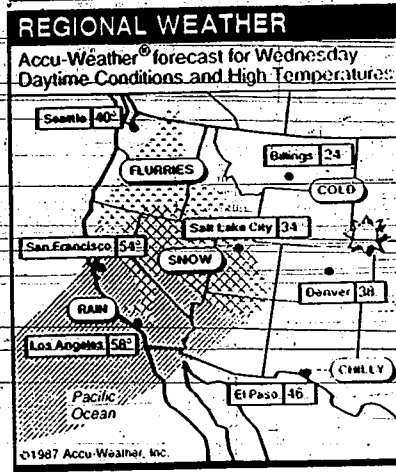 REGIONAL WEATHER
Accu-Weather® forecast for Wednesday
Daytime Conditions and High Temperatures
Seattle 40°
FLURRIES
Billings 24
COLD
Salt Lake City 34
San Francisco 54°
SNOW
Denver 38
RAIN
Los Angeles 58°
CHILLY
El Paso 46
Pacific
Ocean
©1987 Accu-Weather, Inc.